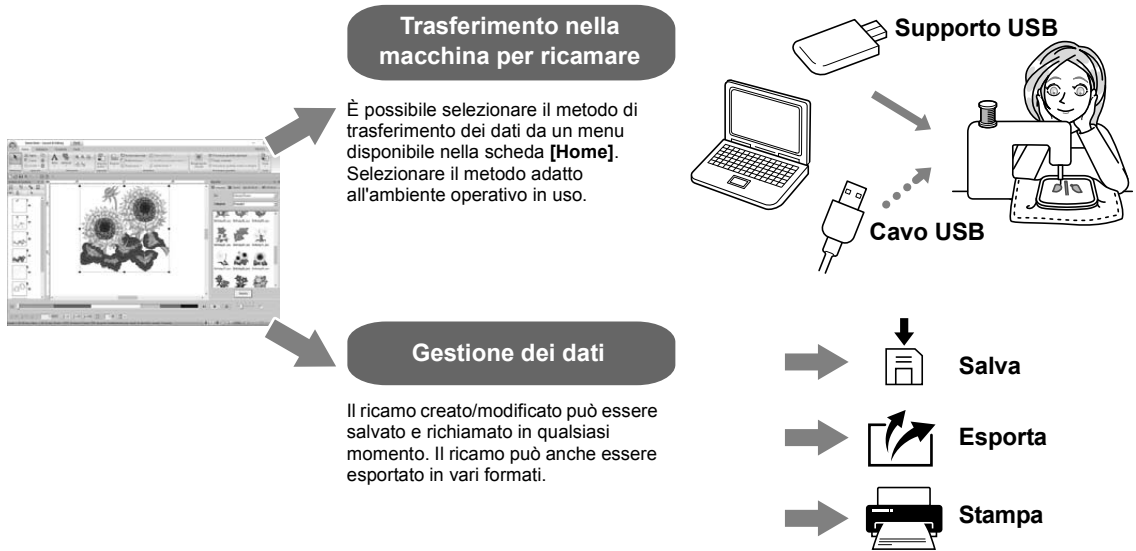 Trasferimento nella
macchina per ricamare
È possibile selezionare il metodo di
trasferimento dei dati da un menu
disponibile nella scheda [Home].
Selezionare il metodo adatto
all'ambiente operativo in uso.
Supporto USB
Cavo USB
Gestione dei dati
Il ricamo creato/modificato può essere
salvato e richiamato in qualsiasi
momento. Il ricamo può anche essere
esportato in vari formati.
Salva
Esporta
Stampa